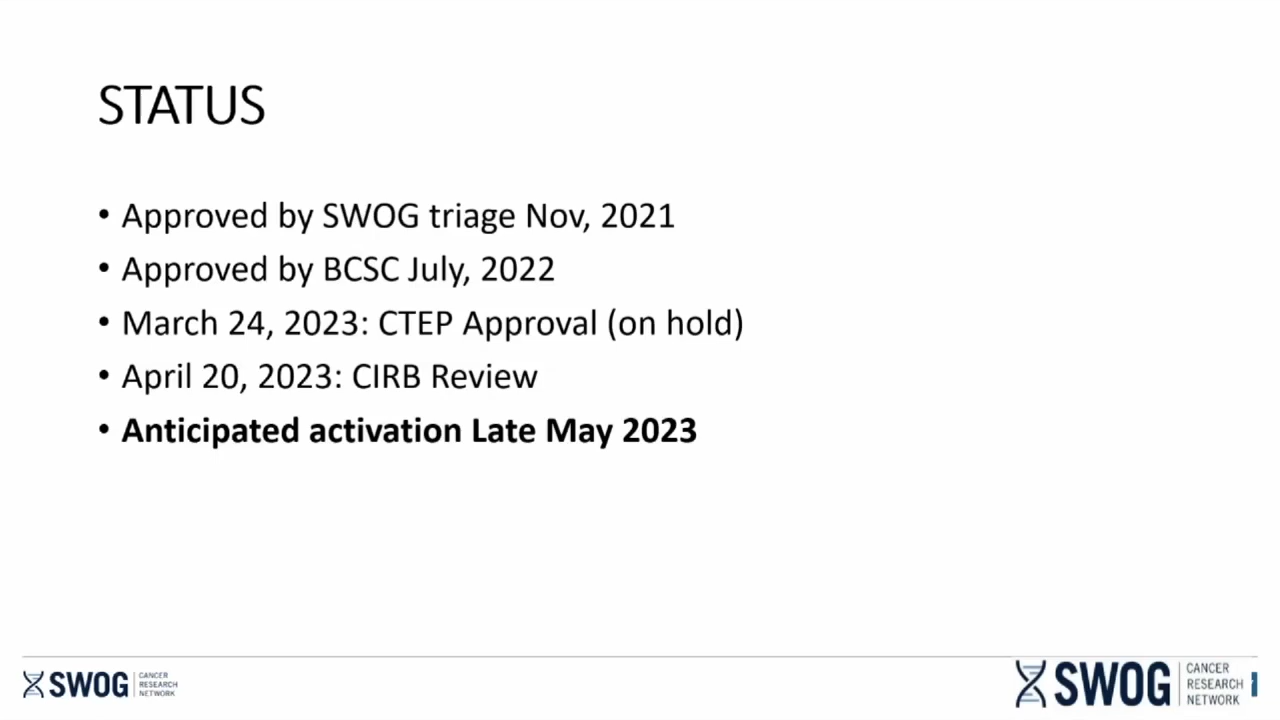 STATUS
• Approved by SWOG triage Nov, 2021
• Approved by BCSC July, 2022
• March 24, 2023: CTEP Approval (on hold)
• April 20, 2023: CIRB Review
• Anticipated activation Late May 2023
SWOG CANCER
RESEARCH
NETWORK
SWOG CANCER
RESEARCH
NETWORK